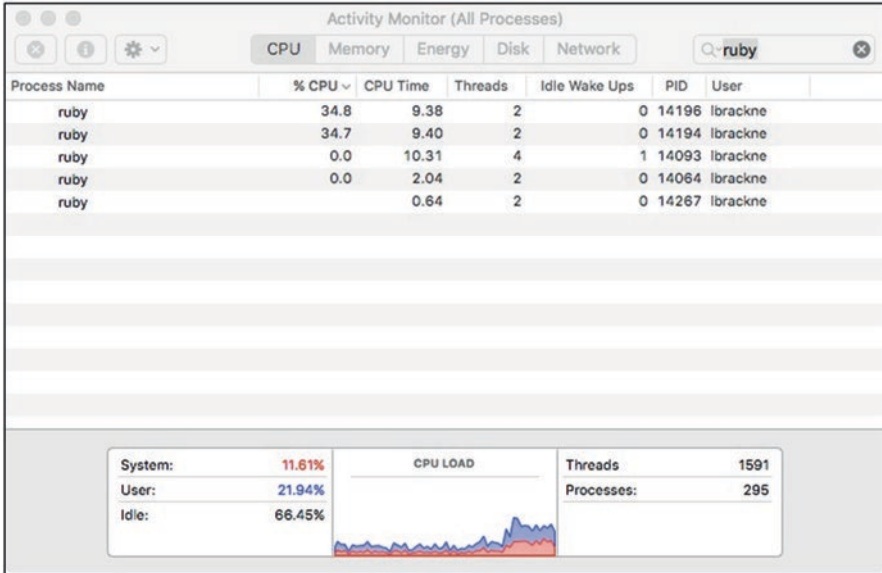 Activity Monitor (All Processes)
CPU Memory Energy Disk Network ruby
Process Name % CPU CPU Time Threads Idle Wake Ups PID User
ruby 34.8 9.38 2 0 14196 lbrackne
ruby 34.7 9.40 2 0 14194 lbrackne
ruby 0.0 10.31 4 1 14093 lbrackne
ruby 0.0 2.04 2 0 14064 lbrackne
ruby 0.64 2 0 14267 lbrackne
System: 11.61% CPU LOAD Threads 1591
User: 21.94% Processes: 295
Idle: 66.45%